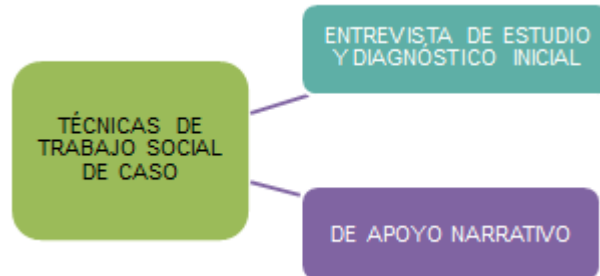 TÉCNICAS DE
TRABAJO SOCIAL
DE CASO
ENTREVISTA DE ESTUDIO
Y DIAGNÓSTICO INICIAL
DE APOYO NARRATIVO